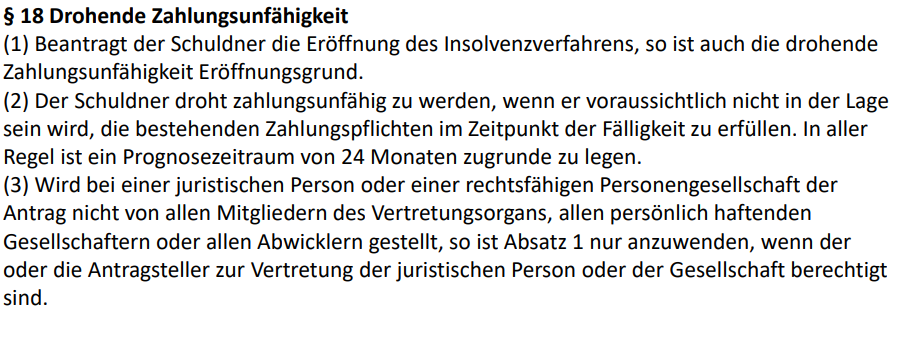 § 18 Drohende Zahlungsunfähigkeit
(1) Beantragt der Schuldner die Eröffnung des Insolvenzverfahrens, so ist auch die drohende
Zahlungsunfähigkeit Eröffnungsgrund.
(2) Der Schuldner droht zahlungsunfähig zu werden, wenn er voraussichtlich nicht in der Lage
sein wird, die bestehenden Zahlungspflichten im Zeitpunkt der Fälligkeit zu erfüllen. In aller
Regel ist ein Prognosezeitraum von 24 Monaten zugrunde zu legen.
(3) Wird bei einer juristischen Person oder einer rechtsfähigen Personengesellschaft der
Antrag nicht von allen Mitgliedern des Vertretungsorgans, allen persönlich haftenden
Gesellschaftern oder allen Abwicklern gestellt, so ist Absatz 1 nur anzuwenden, wenn der
oder die Antragsteller zur Vertretung der juristischen Person oder der Gesellschaft berechtigt
sind.